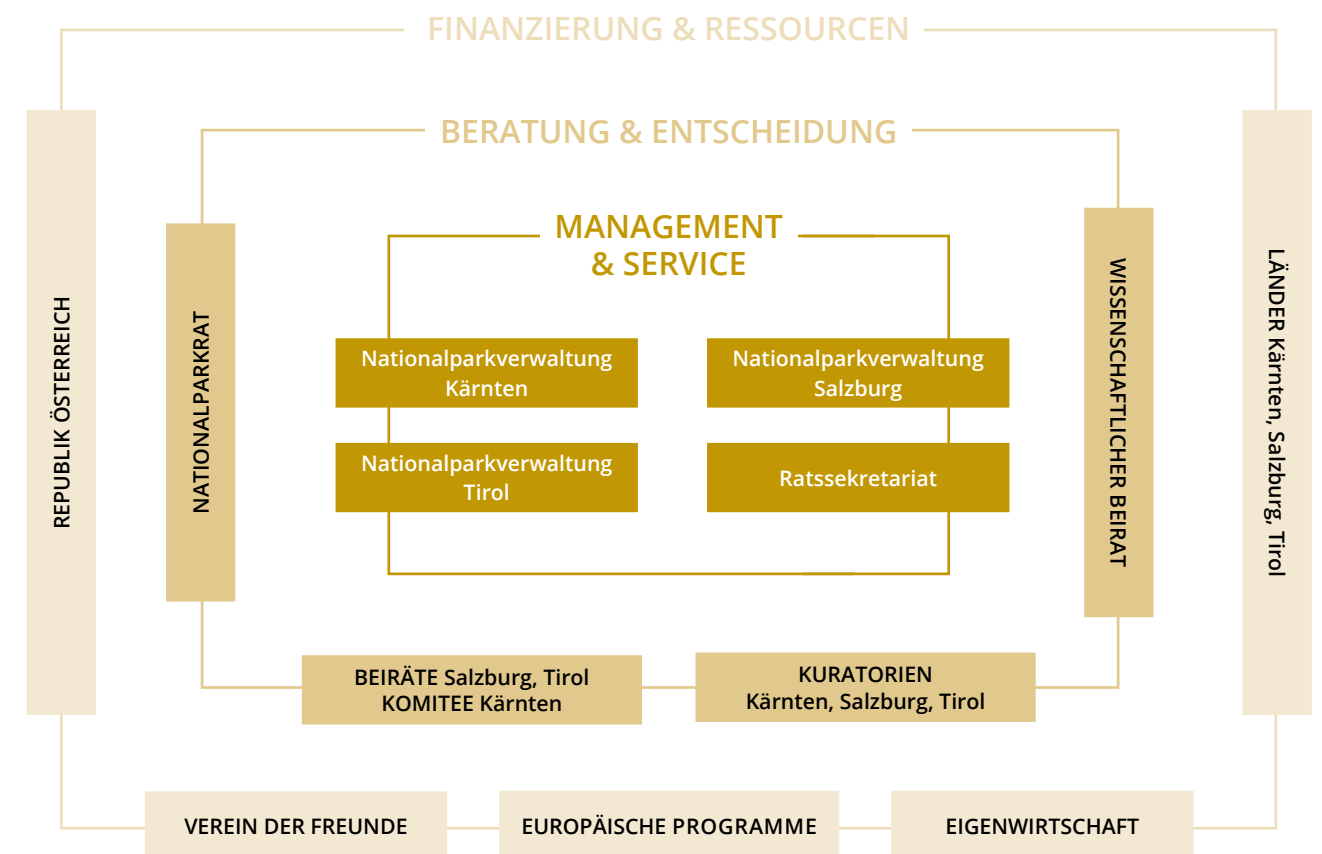 FINANZIERUNG & RESSOURCEN
BERATUNG & ENTSCHEIDUNG
MANAGEMENT
& SERVICE
REPUBLIK ÖSTERREICH
NATIONALPARKRAT
Nationalparkverwaltung
Kärnten
Nationalparkverwaltung
Salzburg
Nationalparkverwaltung
Tirol
Ratssekretariat
WISSENSCHAFTLICHER BEIRAT
LÄNDER Kärnten, Salzburg, Tirol
BEIRÄTE Salzburg, Tirol
KOMITEE Kärnten
KURATORIEN
Kärnten, Salzburg, Tirol
VEREIN DER FREUNDE
EUROPÄISCHE PROGRAMME
EIGENWIRTSCHAFT